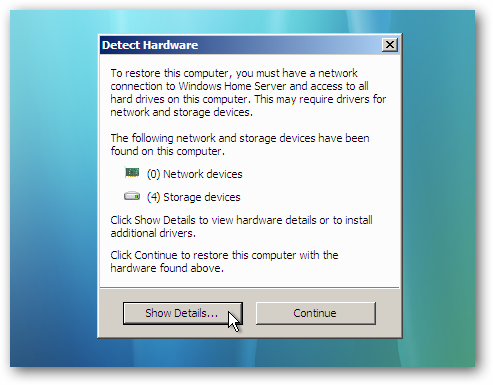 Detect Hardware
To restore this computer, you must have a network
connection to Windows Home Server and access to all
hard drives on this computer. This may require drivers for
network and storage devices.
The following network and storage devices have been
found on this computer.
(0) Network devices
(4) Storage devices
Click Show Details to view hardware details or to install
additional drivers.
Click Continue to restore this computer with the
hardware found above.
Show Details...
Continue